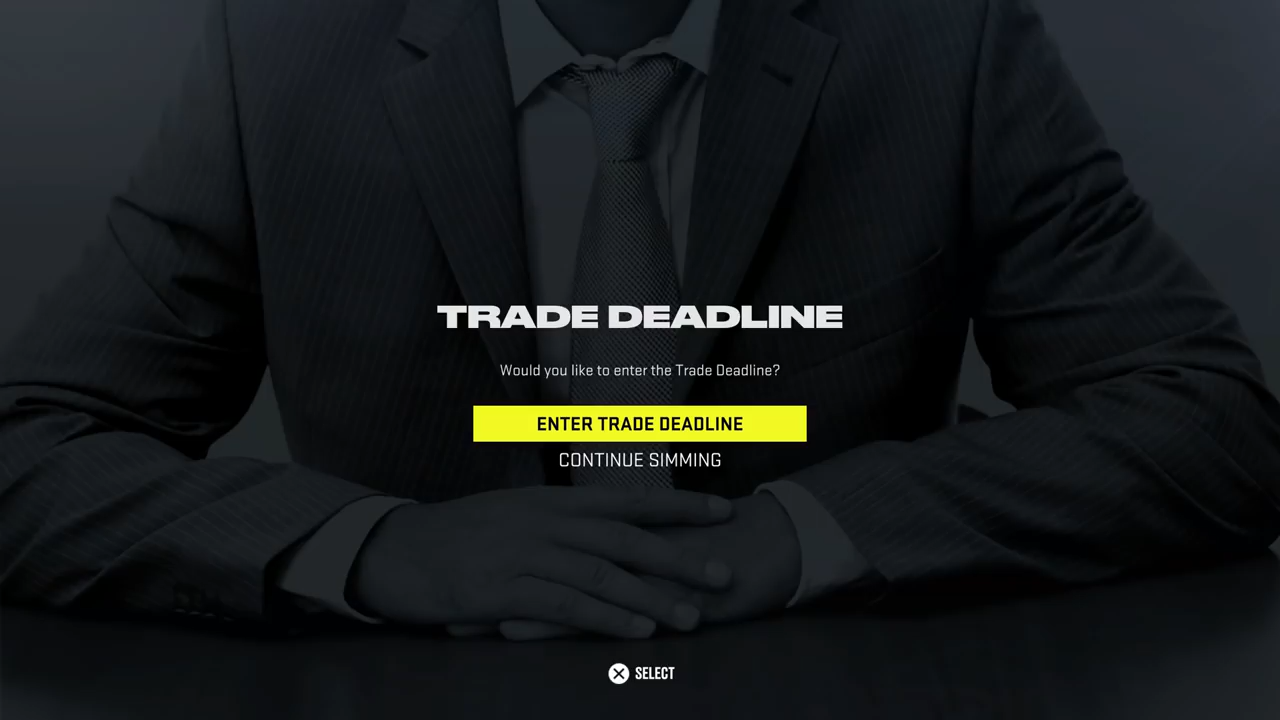 TRADE DEADLINE
Would you like to enter the Trade Deadline?
ENTER TRADE DEADLINE
CONTINUE SIMMING
SELECT